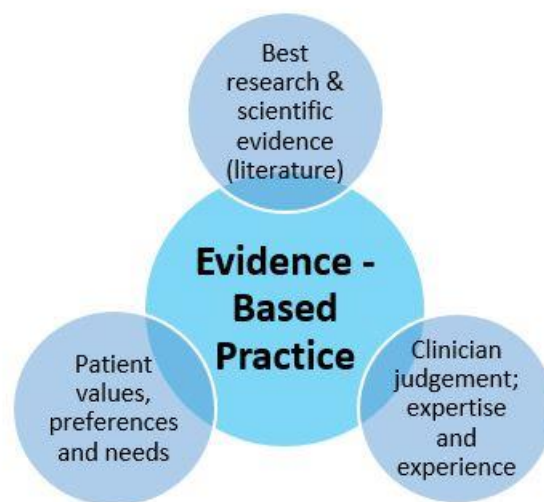 Best
research &
scientific
evidence
(literature)
Evidence -
Based
Practice
Patient
values,
preferences
and needs
Clinician
judgement;
expertise
and
experience